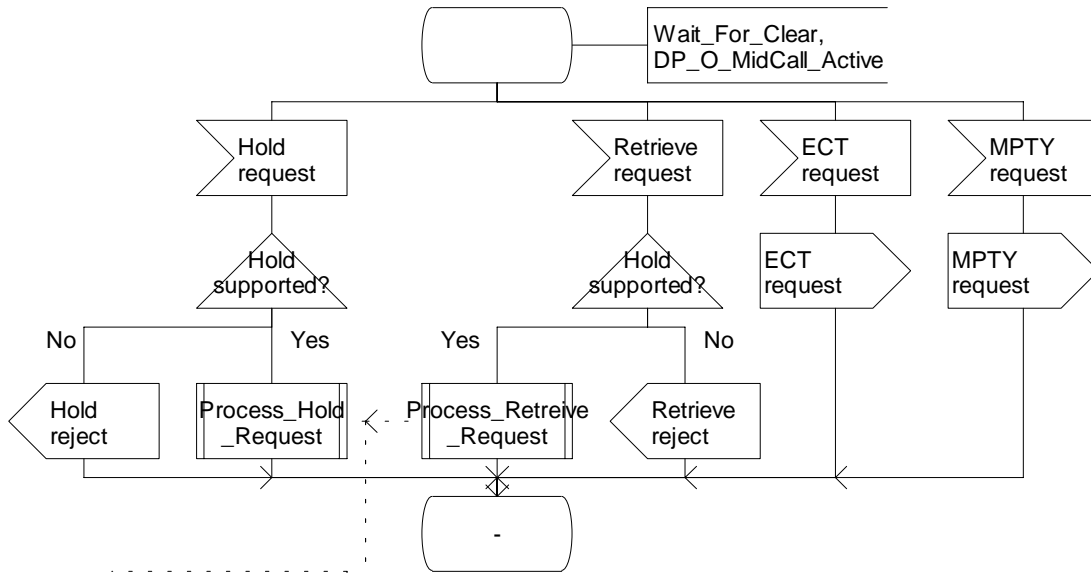 Wait_For_Clear,
DP_O_MidCall_Active
Hold
request
Retrieve
request
ECT
request
MPTY
request
Hold
supported?
Hold
supported?
ECT
request
MPTY
request
No
Yes
Yes
No
Hold
reject
Process_Hold
_Request
Process_Retreive
_Request
Retrieve
reject
-